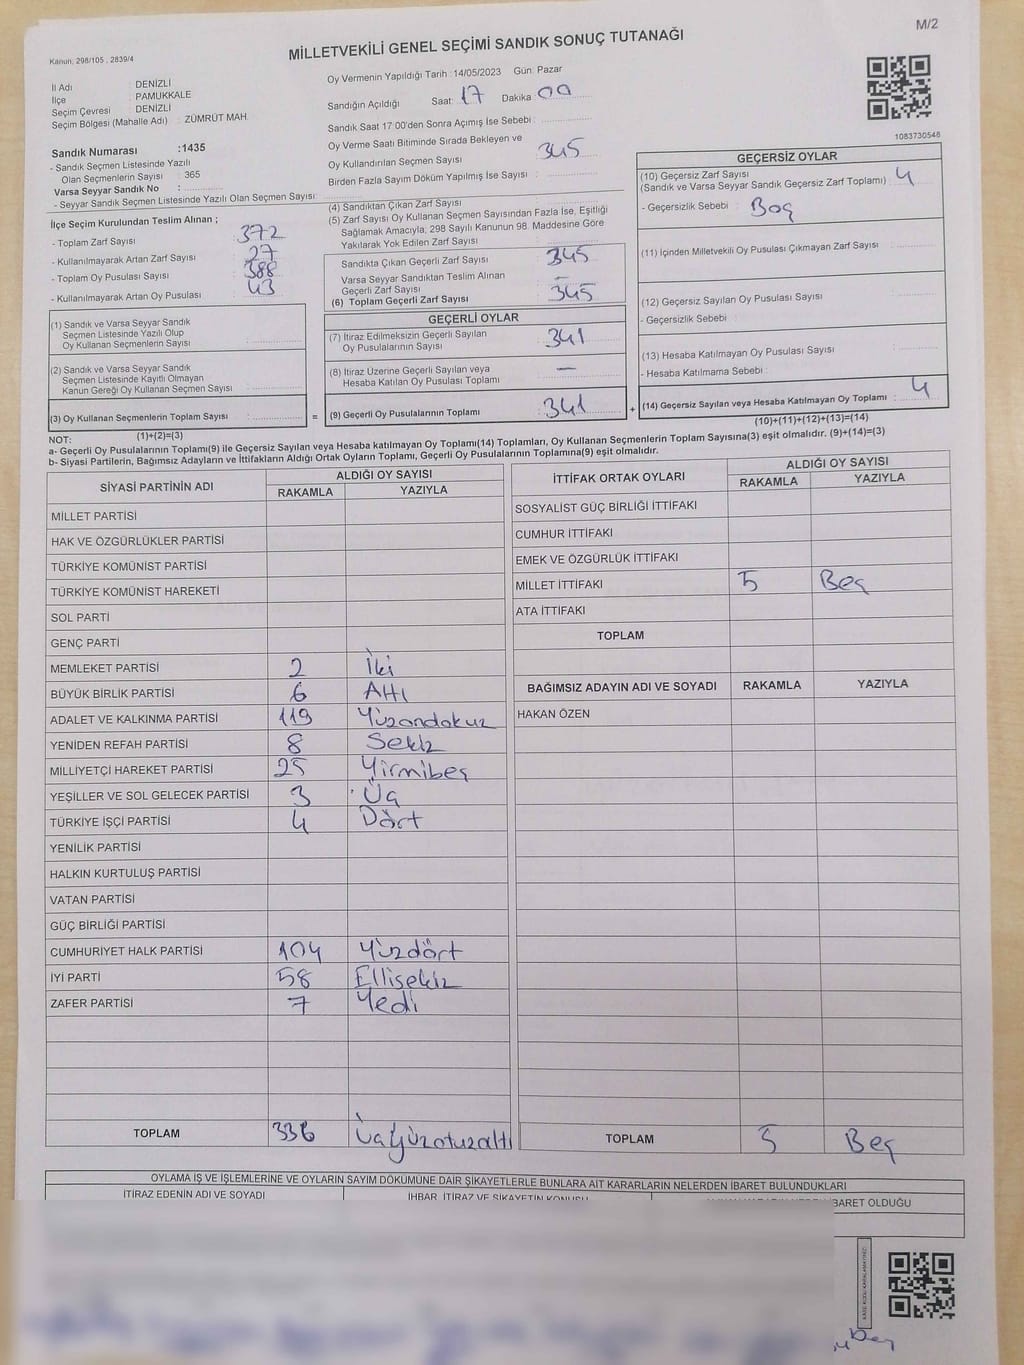 M/2
Kanun: 298/105 , 2839/4
MİLLETVEKİLİ GENEL SEÇİMİ SANDIK SONUÇ TUTANAĞI
İl Adı : DENİZLİ
İlçe : PAMUKKALE
Seçim Çevresi : DENİZLİ
Seçim Bölgesi (Mahalle Adı) : ZÜMRÜT MAH.
Sandık Numarası :1435
- Sandık Seçmen Listesinde Yazılı
Olan Seçmenlerin Sayısı : 365
Varsa Seyyar Sandık No :
- Seyyar Sandık Seçmen Listesinde Yazılı Olan Seçmen Sayısı:
İlçe Seçim Kurulundan Teslim Alınan ;
- Toplam Zarf Sayısı : 372
- Kullanılmayarak Artan Zarf Sayısı : 27
- Toplam Oy Pusulası Sayısı : 388
- Kullanılmayarak Artan Oy Pusulası : 43
(1) Sandık ve Varsa Seyyar Sandık
Seçmen Listesinde Yazılı Olup
Oy Kullanan Seçmenlerin Sayısı :
(2) Sandık ve Varsa Seyyar Sandık
Seçmen Listesinde Kayıtlı Olmayan
Kanun Gereği Oy Kullanan Seçmen Sayısı :
(3) Oy Kullanan Seçmenlerin Toplam Sayısı :
(1)+(2)=(3)
Oy Vermenin Yapıldığı Tarih : 14/05/2023 Gün: Pazar
Sandığın Açıldığı Saat: 17 Dakika : 00
Sandık Saat 17:00'den Sonra Açımış İse Sebebi :
Oy Verme Saati Bitiminde Sırada Bekleyen ve
Oy Kullandırılan Seçmen Sayısı : 345
Birden Fazla Sayım Döküm Yapılmış İse Sayısı :
(4) Sandıktan Çıkan Zarf Sayısı :
(5) Zarf Sayısı Oy Kullanan Seçmen Sayısından Fazla İse, Eşitliği
Sağlamak Amacıyla; 298 Sayılı Kanunun 98. Maddesine Göre
Yakılarak Yok Edilen Zarf Sayısı :
Sandıkta Çıkan Geçerli Zarf Sayısı : 345
Varsa Seyyar Sandıktan Teslim Alınan
Geçerli Zarf Sayısı : -
(6) Toplam Geçerli Zarf Sayısı : 345
GEÇERLİ OYLAR
(7) İtiraz Edilmeksizin Geçerli Sayılan
Oy Pusulalarının Sayısı : 341
(8) İtiraz Üzerine Geçerli Sayılan veya
Hesaba Katılan Oy Pusulası Toplamı : -
= (9) Geçerli Oy Pusulalarının Toplamı : 341
1083730548
GEÇERSİZ OYLAR
(10) Geçersiz Zarf Sayısı
(Sandık ve Varsa Seyyar Sandık Geçersiz Zarf Toplamı) : 4
- Geçersizlik Sebebi : Boş
(11) İçinden Milletvekili Oy Pusulası Çıkmayan Zarf Sayısı :
(12) Geçersiz Sayılan Oy Pusulası Sayısı :
- Geçersizlik Sebebi :
(13) Hesaba Katılmayan Oy Pusulası Sayısı :
- Hesaba Katılmama Sebebi :
+ (14) Geçersiz Sayılan veya Hesaba Katılmayan Oy Toplamı : 4
(10)+(11)+(12)+(13)=(14)
NOT:
a- Geçerli Oy Pusulalarının Toplamı(9) ile Geçersiz Sayılan veya Hesaba katılmayan Oy Toplamı(14) Toplamları, Oy Kullanan Seçmenlerin Toplam Sayısına(3) eşit olmalıdır. (9)+(14)=(3)
b- Siyasi Partilerin, Bağımsız Adayların ve İttifakların Aldığı Ortak Oyların Toplamı, Geçerli Oy Pusulalarının Toplamına(9) eşit olmalıdır.
SİYASİ PARTİNİN ADI ALDIĞI OY SAYISI
RAKAMLA YAZIYLA
MİLLET PARTİSİ
HAK VE ÖZGÜRLÜKLER PARTİSİ
TÜRKİYE KOMÜNİST PARTİSİ
TÜRKİYE KOMÜNİST HAREKETİ
SOL PARTİ
GENÇ PARTİ
MEMLEKET PARTİSİ 2 İki
BÜYÜK BİRLİK PARTİSİ 6 Altı
ADALET VE KALKINMA PARTİSİ 119 Yüzondokuz
YENİDEN REFAH PARTİSİ 8 Sekiz
MİLLİYETÇİ HAREKET PARTİSİ 25 Yirmibeş
YEŞİLLER VE SOL GELECEK PARTİSİ 3 Üç
TÜRKİYE İŞÇİ PARTİSİ 4 Dört
YENİLİK PARTİSİ
HALKIN KURTULUŞ PARTİSİ
VATAN PARTİSİ
GÜÇ BİRLİĞİ PARTİSİ
CUMHURİYET HALK PARTİSİ 104 Yüzdört
İYİ PARTİ 58 Ellisekiz
ZAFER PARTİSİ 7 Yedi
TOPLAM 336 Üçyüzotuzaltı
İTTİFAK ORTAK OYLARI ALDIĞI OY SAYISI
RAKAMLA YAZIYLA
SOSYALİST GÜÇ BİRLİĞİ İTTİFAKI
CUMHUR İTTİFAKI
EMEK VE ÖZGÜRLÜK İTTİFAKI
MİLLET İTTİFAKI 5 Beş
ATA İTTİFAKI
TOPLAM
BAĞIMSIZ ADAYIN ADI VE SOYADI RAKAMLA YAZIYLA
HAKAN ÖZEN
TOPLAM 5 Beş
OYLAMA İŞ VE İŞLEMLERİNE VE OYLARIN SAYIM DÖKÜMÜNE DAİR ŞİKAYETLERLE BUNLARA AİT KARARLARIN NELERDEN İBARET BULUNDUKLARI
İTİRAZ EDENİN ADI VE SOYADI İHBAR, İTİRAZ VE ŞİKAYETİN KONUSU İBARET OLDUĞU